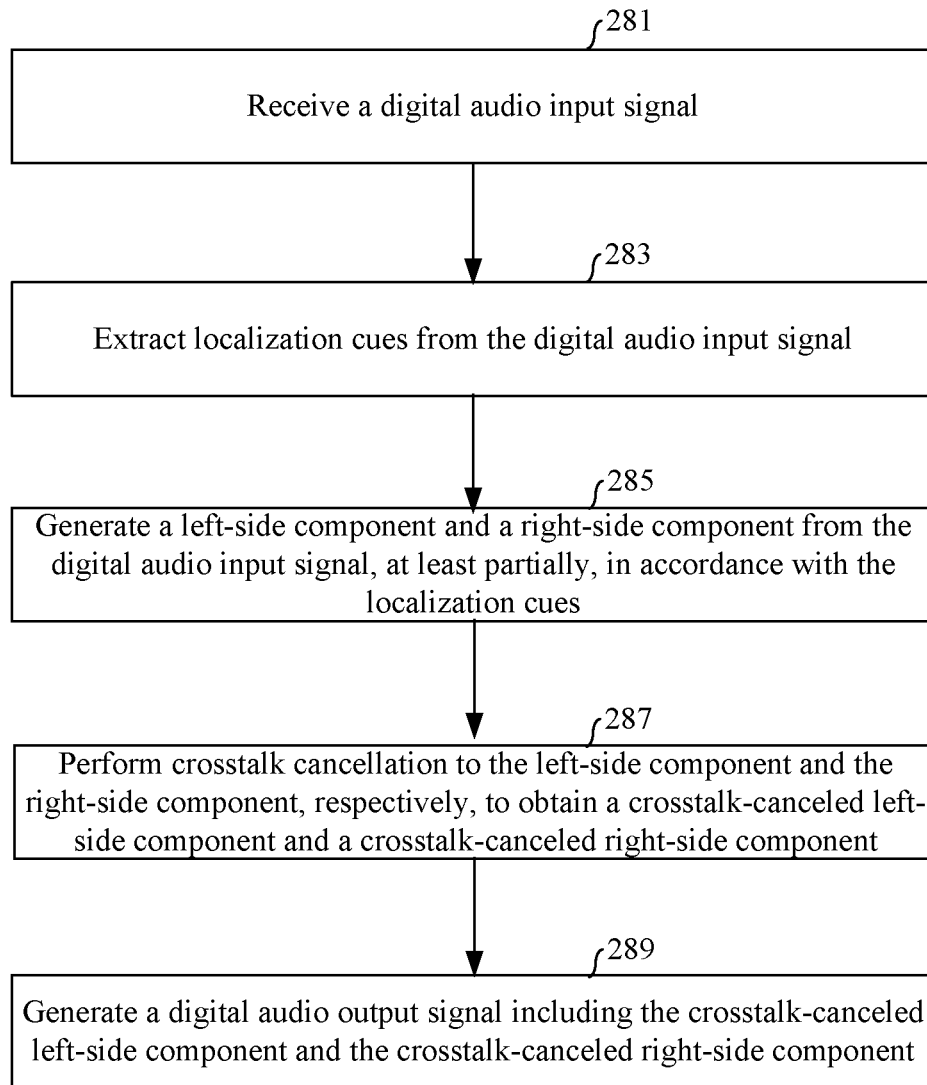 281
Receive a digital audio input signal
283
Extract localization cues from the digital audio input signal
285
Generate a left-side component and a right-side component from the
digital audio input signal, at least partially, in accordance with the
localization cues
287
Perform crosstalk cancellation to the left-side component and the
right-side component, respectively, to obtain a crosstalk-canceled left-
side component and a crosstalk-canceled right-side component
289
Generate a digital audio output signal including the crosstalk-canceled
left-side component and the crosstalk-canceled right-side component